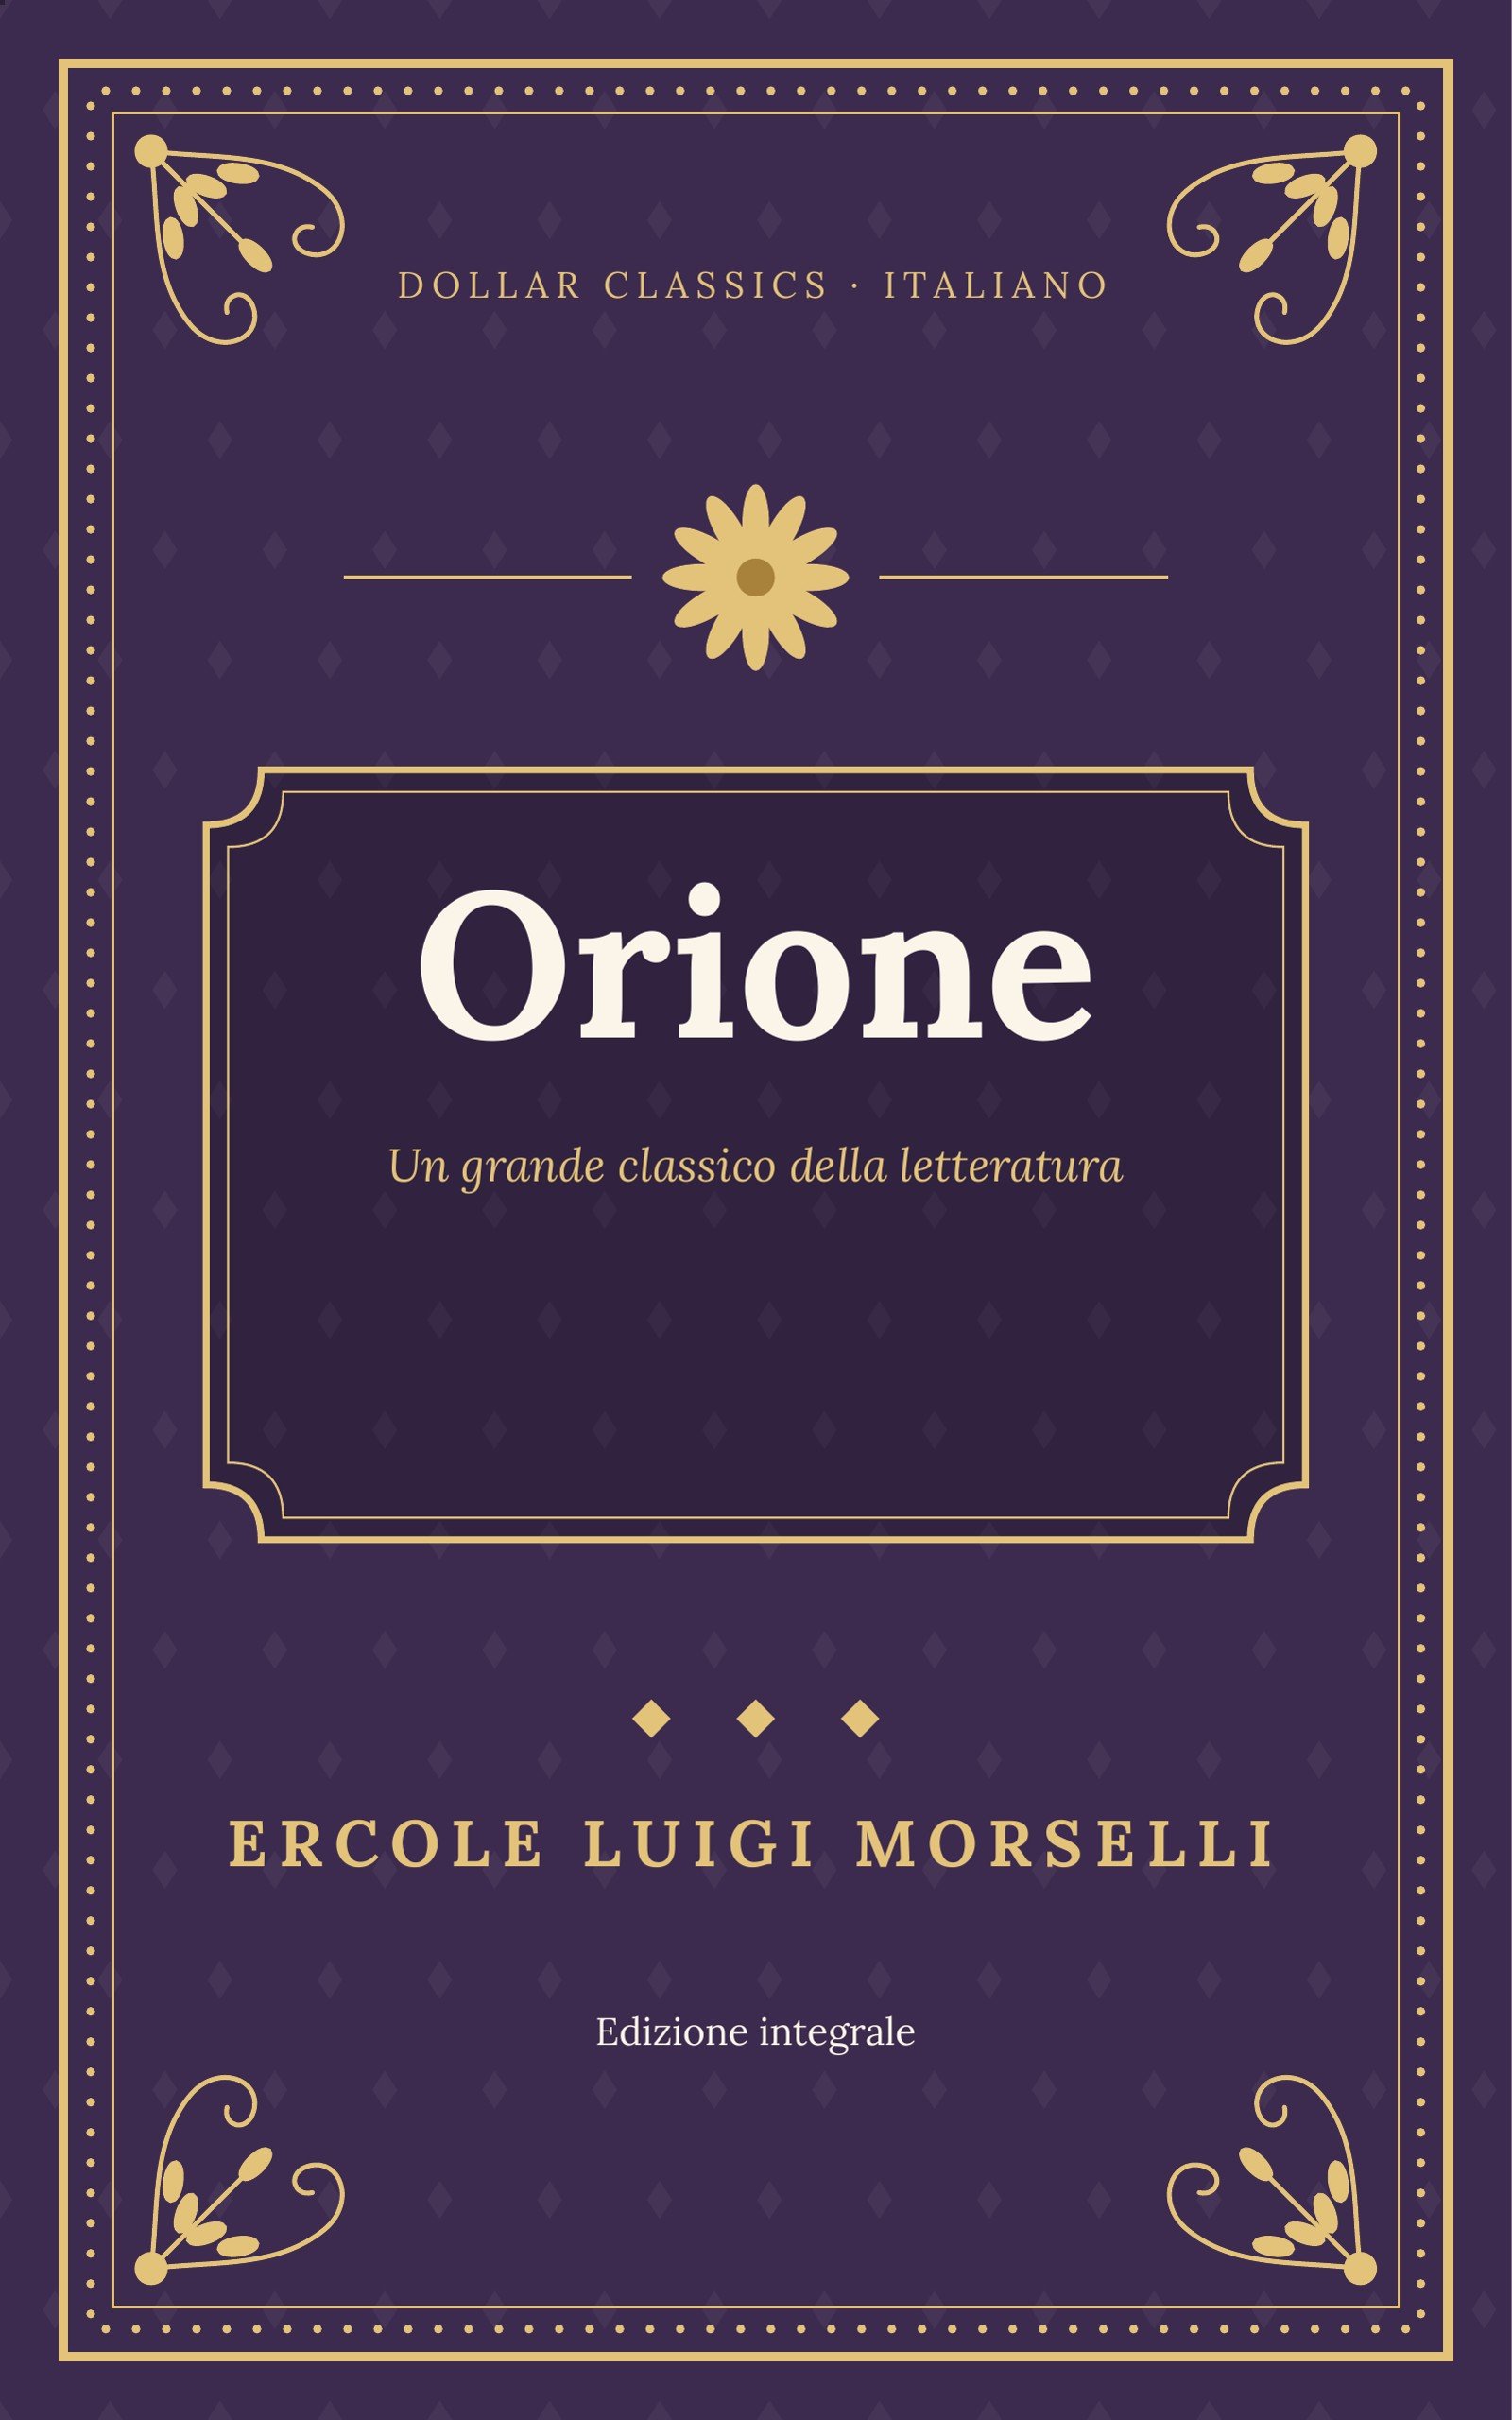 DOLLAR CLASSICS · ITALIANO
Orione
Un grande classico della letteratura
ERCOLE LUIGI MORSELLI
Edizione integrale